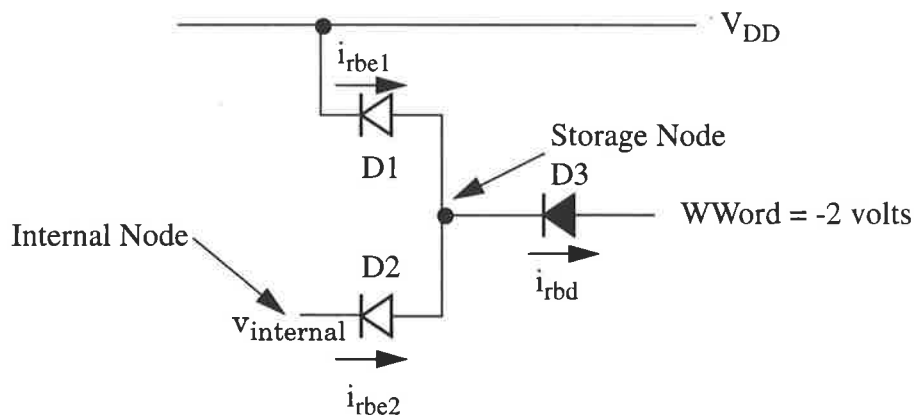 VDD
irbe1
Storage Node
D1
D3
WWord = -2 volts
Internal Node
D2
irbd
vinternal
irbe2